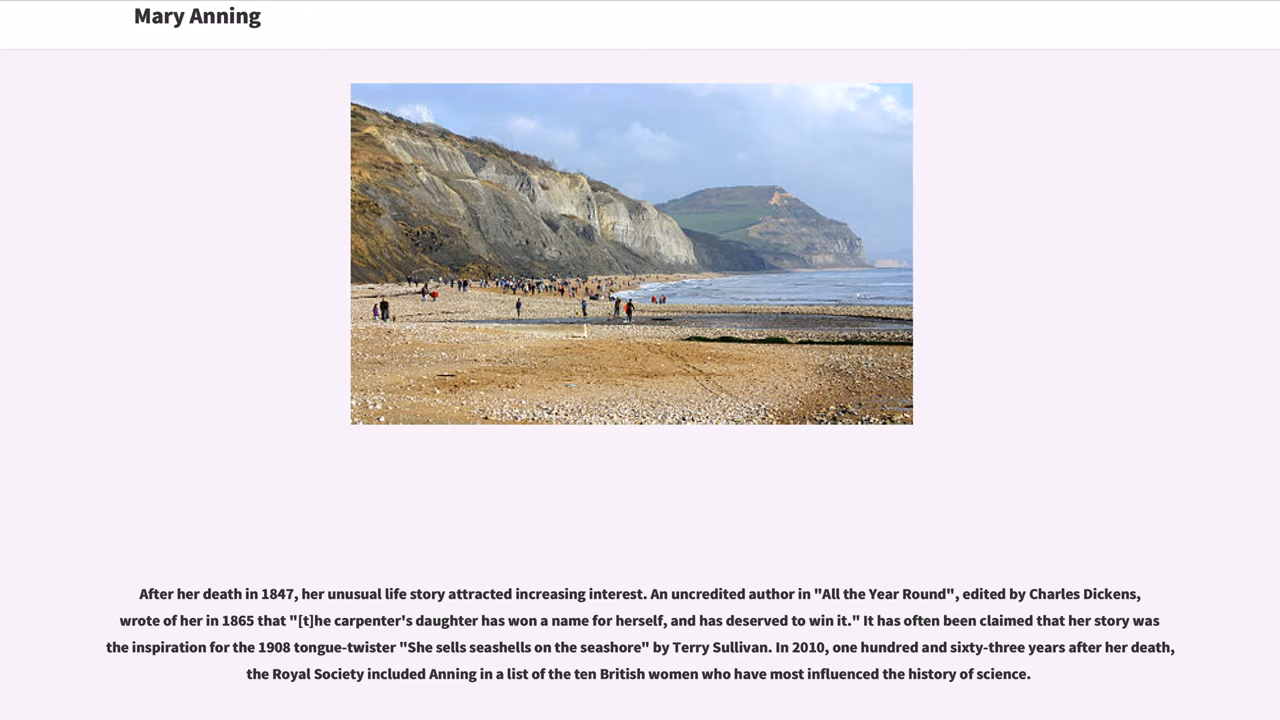 Mary Anning
After her death in 1847, her unusual life story attracted increasing interest. An uncredited author in "All the Year Round", edited by Charles Dickens,
wrote of her in 1865 that "[t]he carpenter's daughter has won a name for herself, and has deserved to win it." It has often been claimed that her story was
the inspiration for the 1908 tongue-twister "She sells seashells on the seashore" by Terry Sullivan. In 2010, one hundred and sixty-three years after her death,
the Royal Society included Anning in a list of the ten British women who have most influenced the history of science.